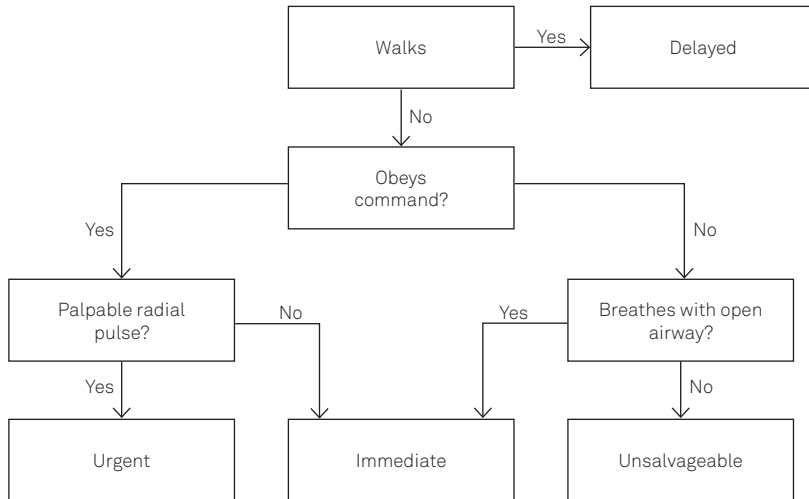 Walks
Yes
Delayed
No
Obeys
command?
Yes
No
Palpable radial
pulse?
No
Yes
Breathes with open
airway?
Yes
No
Urgent
Immediate
Unsalvageable